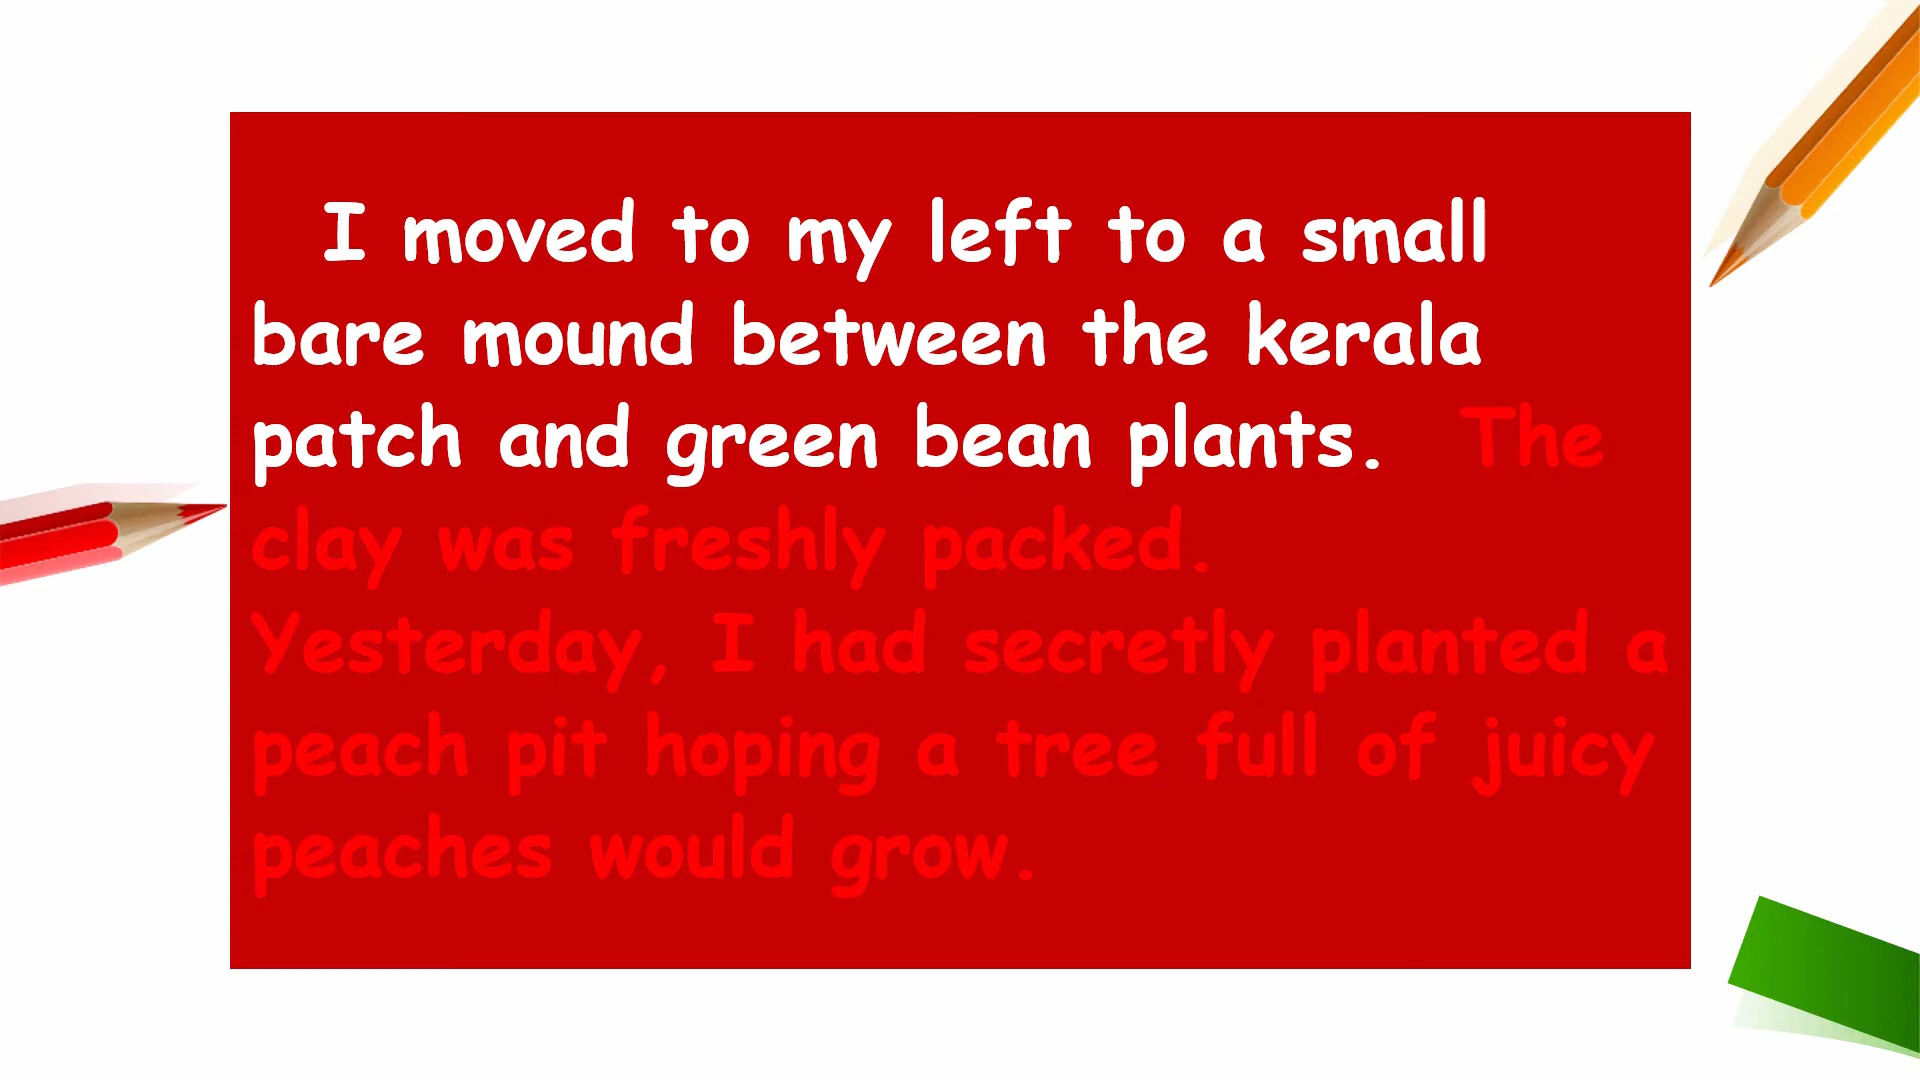 I moved to my left to a small
bare mound between the kerala
patch and green bean plants. The
clay was freshly packed.
Yesterday, I had secretly planted a
peach pit hoping a tree full of juicy
peaches would grow.